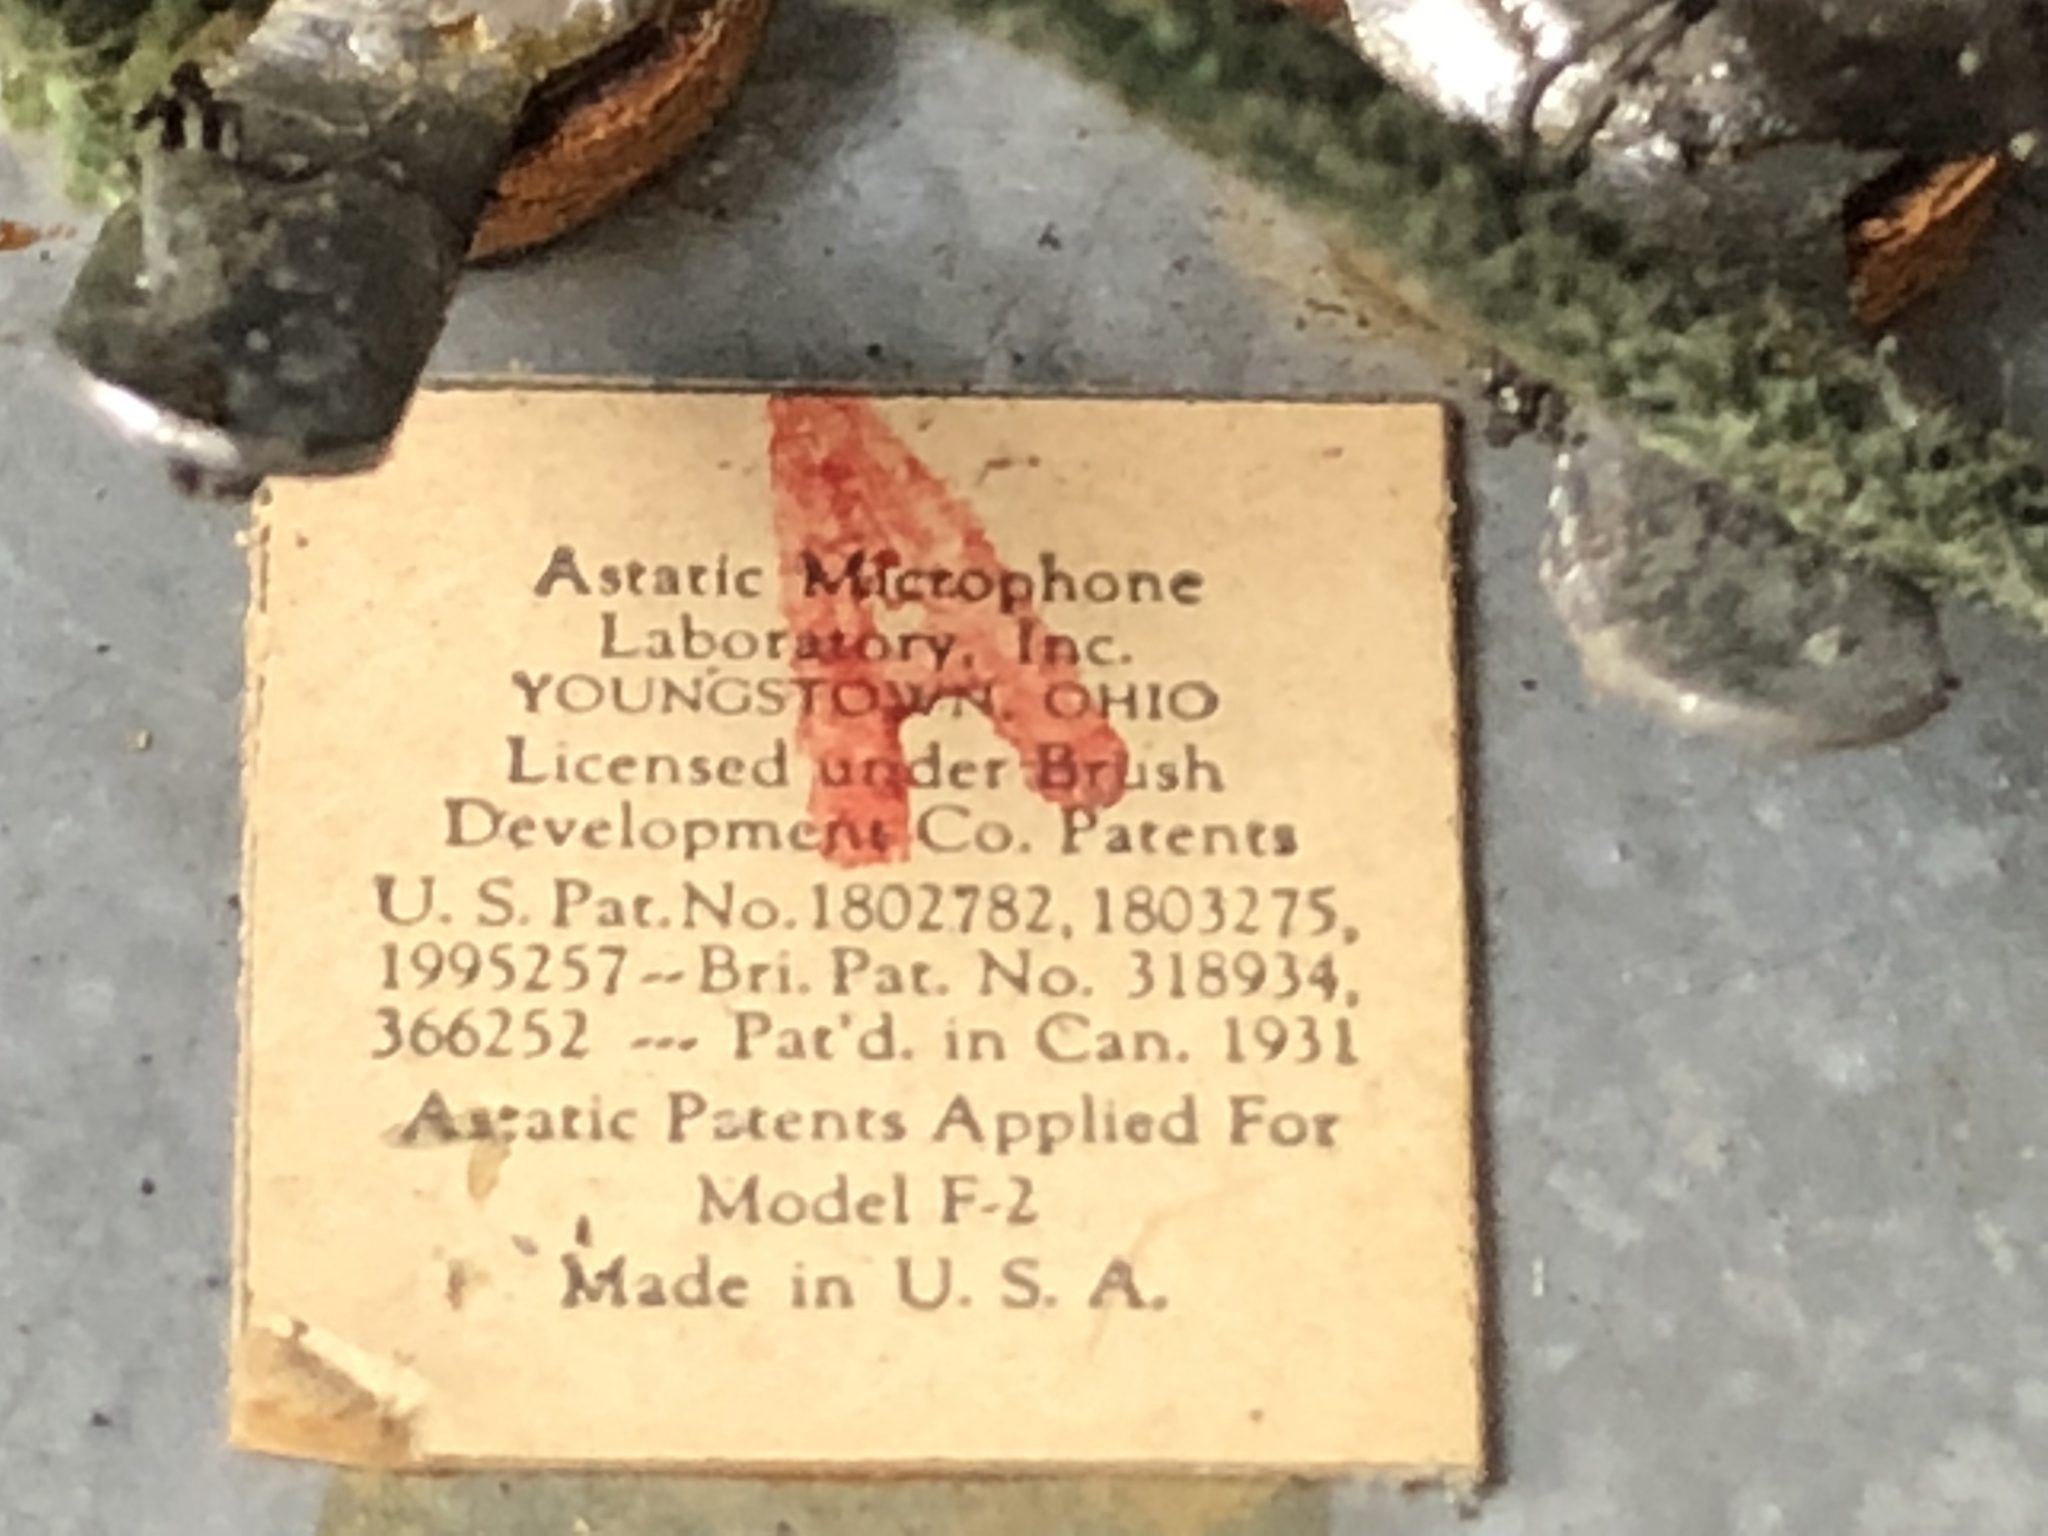 A
Astatic Microphone
Laboratory, Inc.
YOUNGSTOWN, OHIO
Licensed under Brush
Development Co. Patents
U. S. Pat. No. 1802782, 1803275,
1995257--Bri. Pat. No. 318934,
366252 --- Pat'd. in Can. 1931
Astatic Patents Applied For
Model F-2
Made in U. S. A.